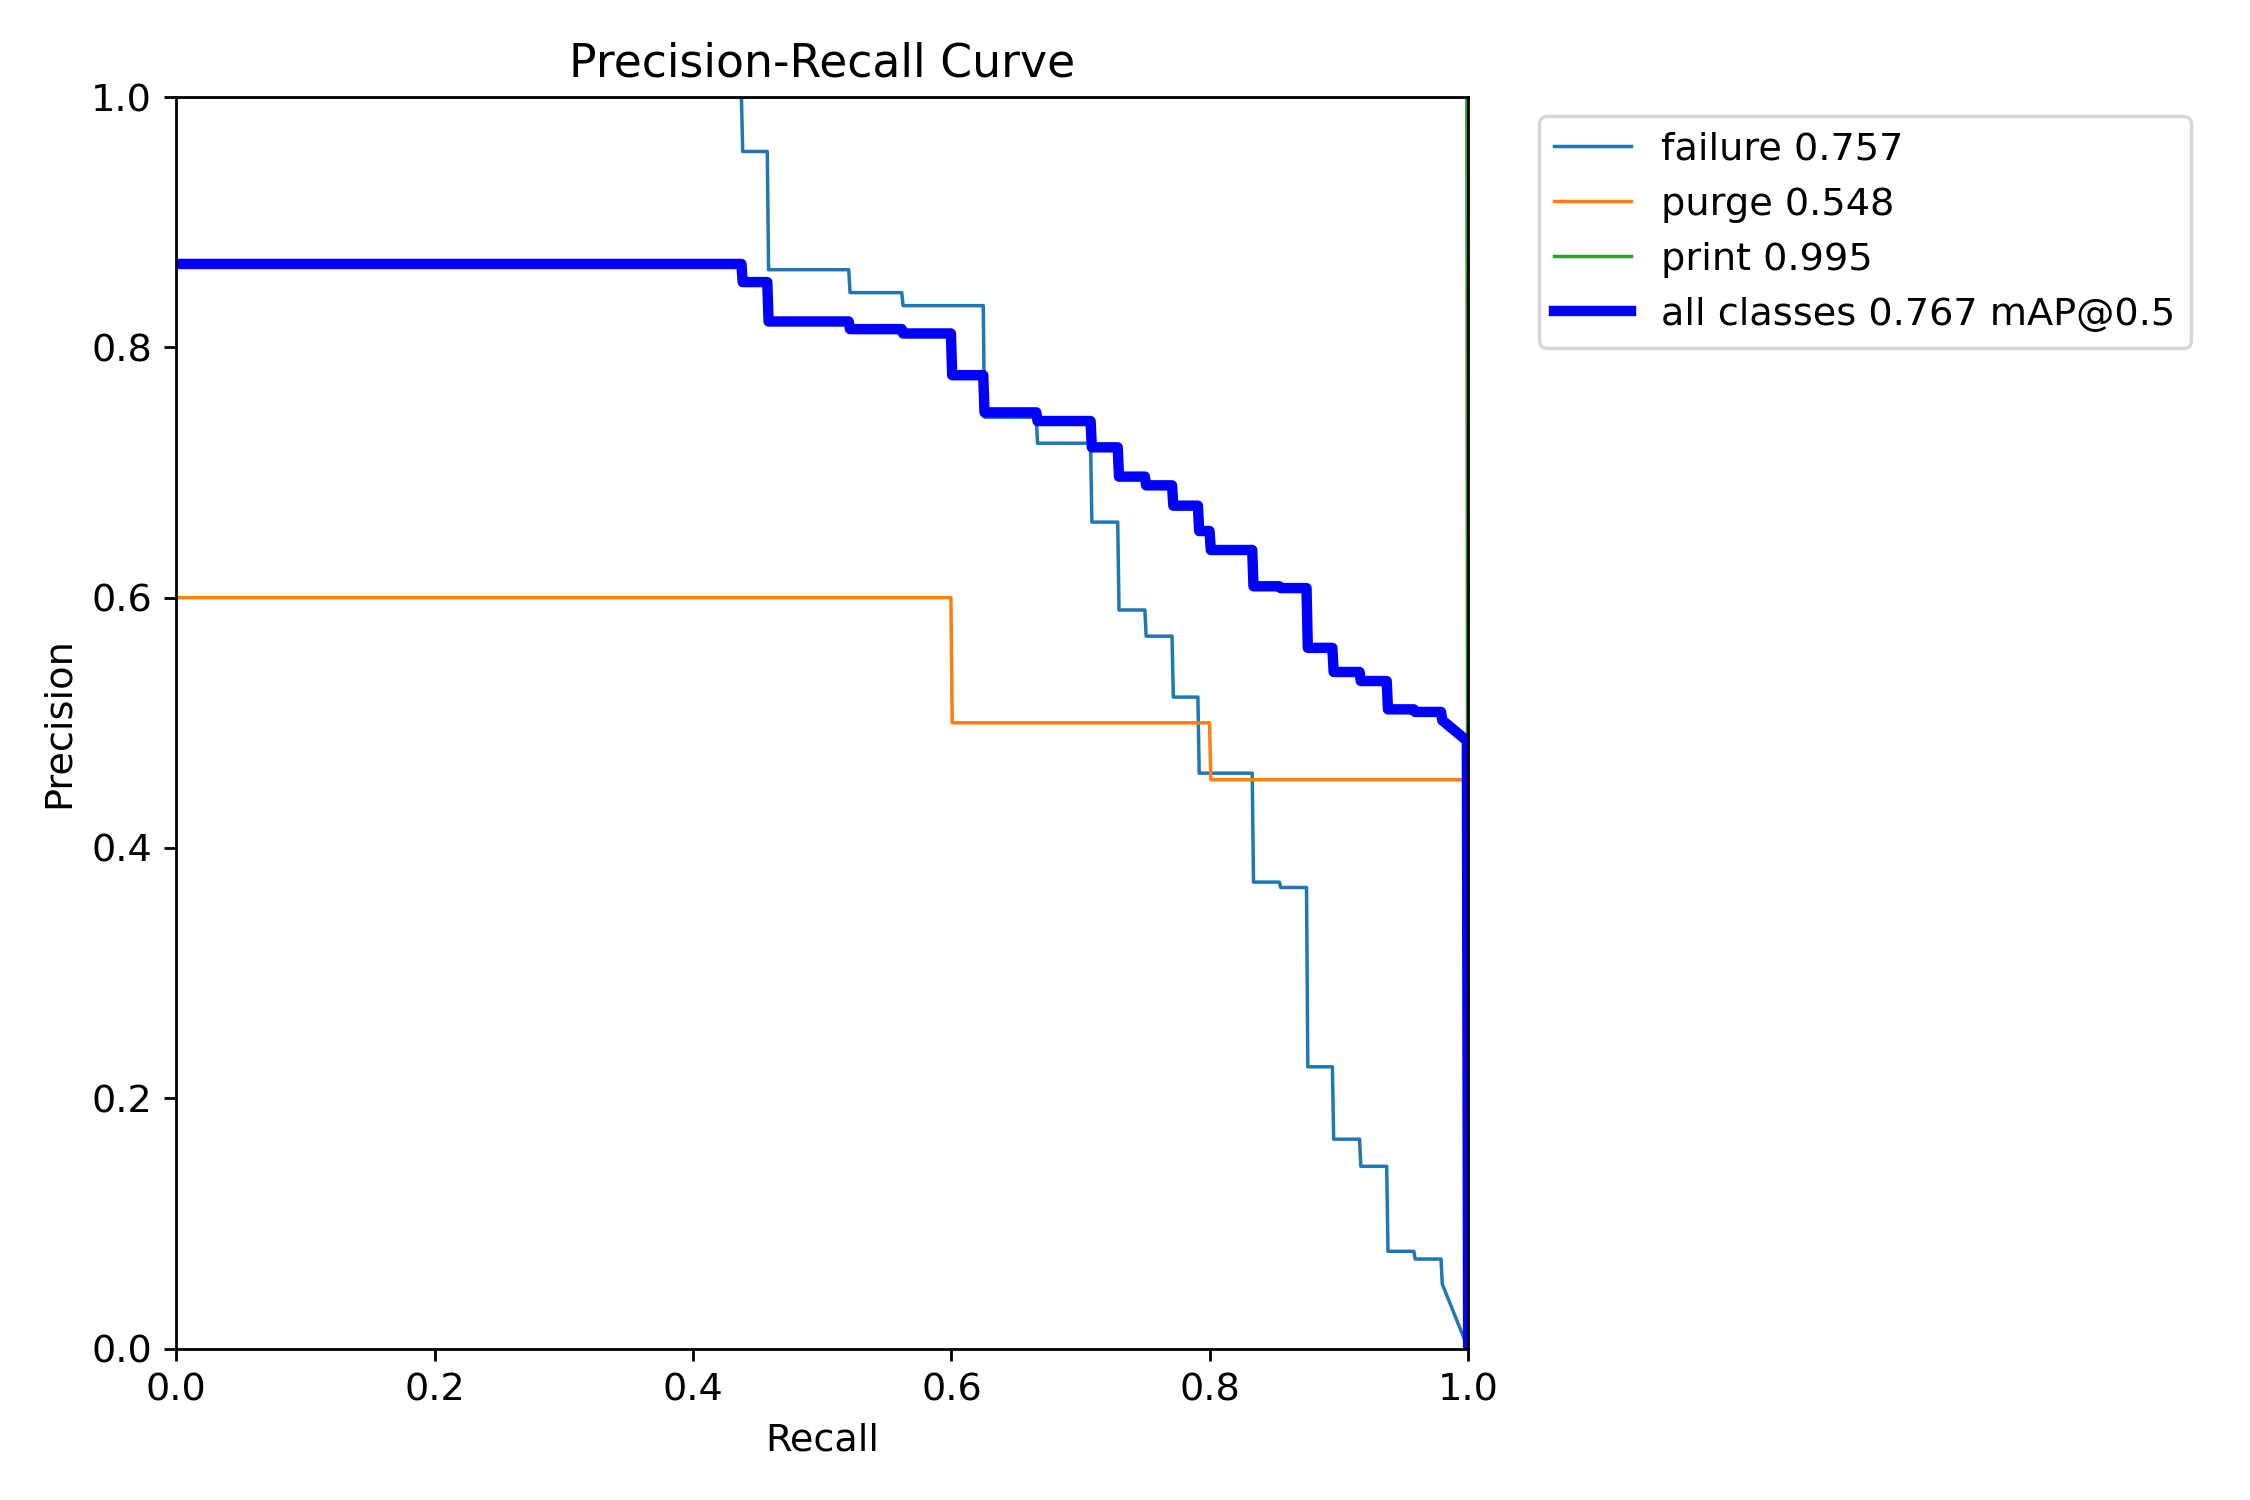 Precision-Recall Curve
1.0
0.8
0.6
0.4
0.2
0.0
Precision
0.0 0.2 0.4 0.6 0.8 1.0
Recall
failure 0.757
purge 0.548
print 0.995
all classes 0.767 mAP@0.5